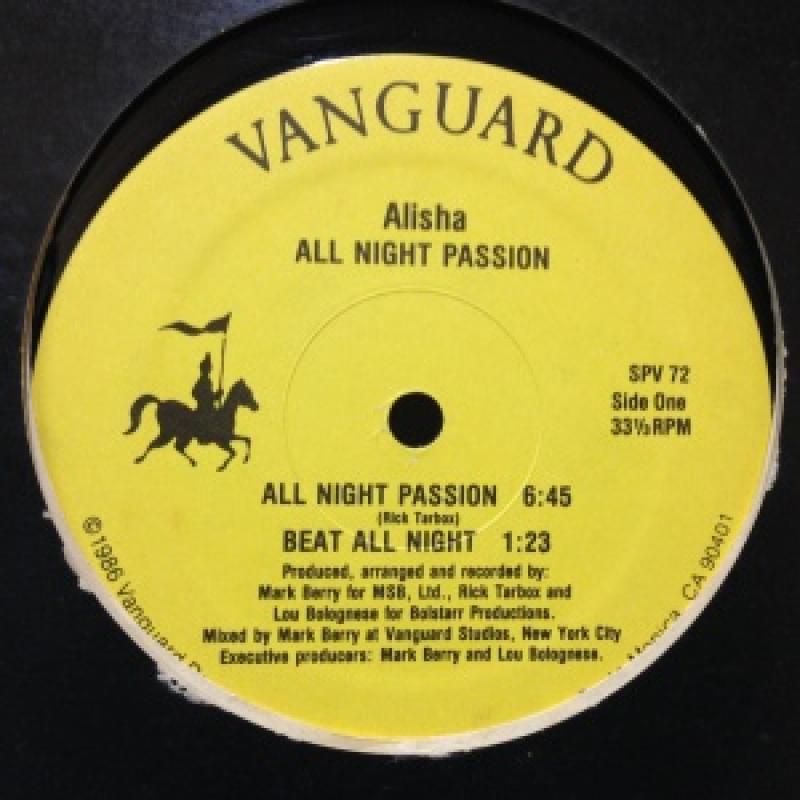 VANGUARD
Alisha
ALL NIGHT PASSION
SPV 72
Side One
33⅓ RPM
ALL NIGHT PASSION 6:45
(Rick Tarbox)
BEAT ALL NIGHT 1:23
Produced, arranged and recorded by:
Mark Berry for MSB, Ltd., Rick Tarbox and
Lou Bolognese for Bolstarr Productions.
Mixed by Mark Berry at Vanguard Studios, New York City
Executive producers: Mark Berry and Lou Bolognese.
©1986 Vanguard
CA 90401